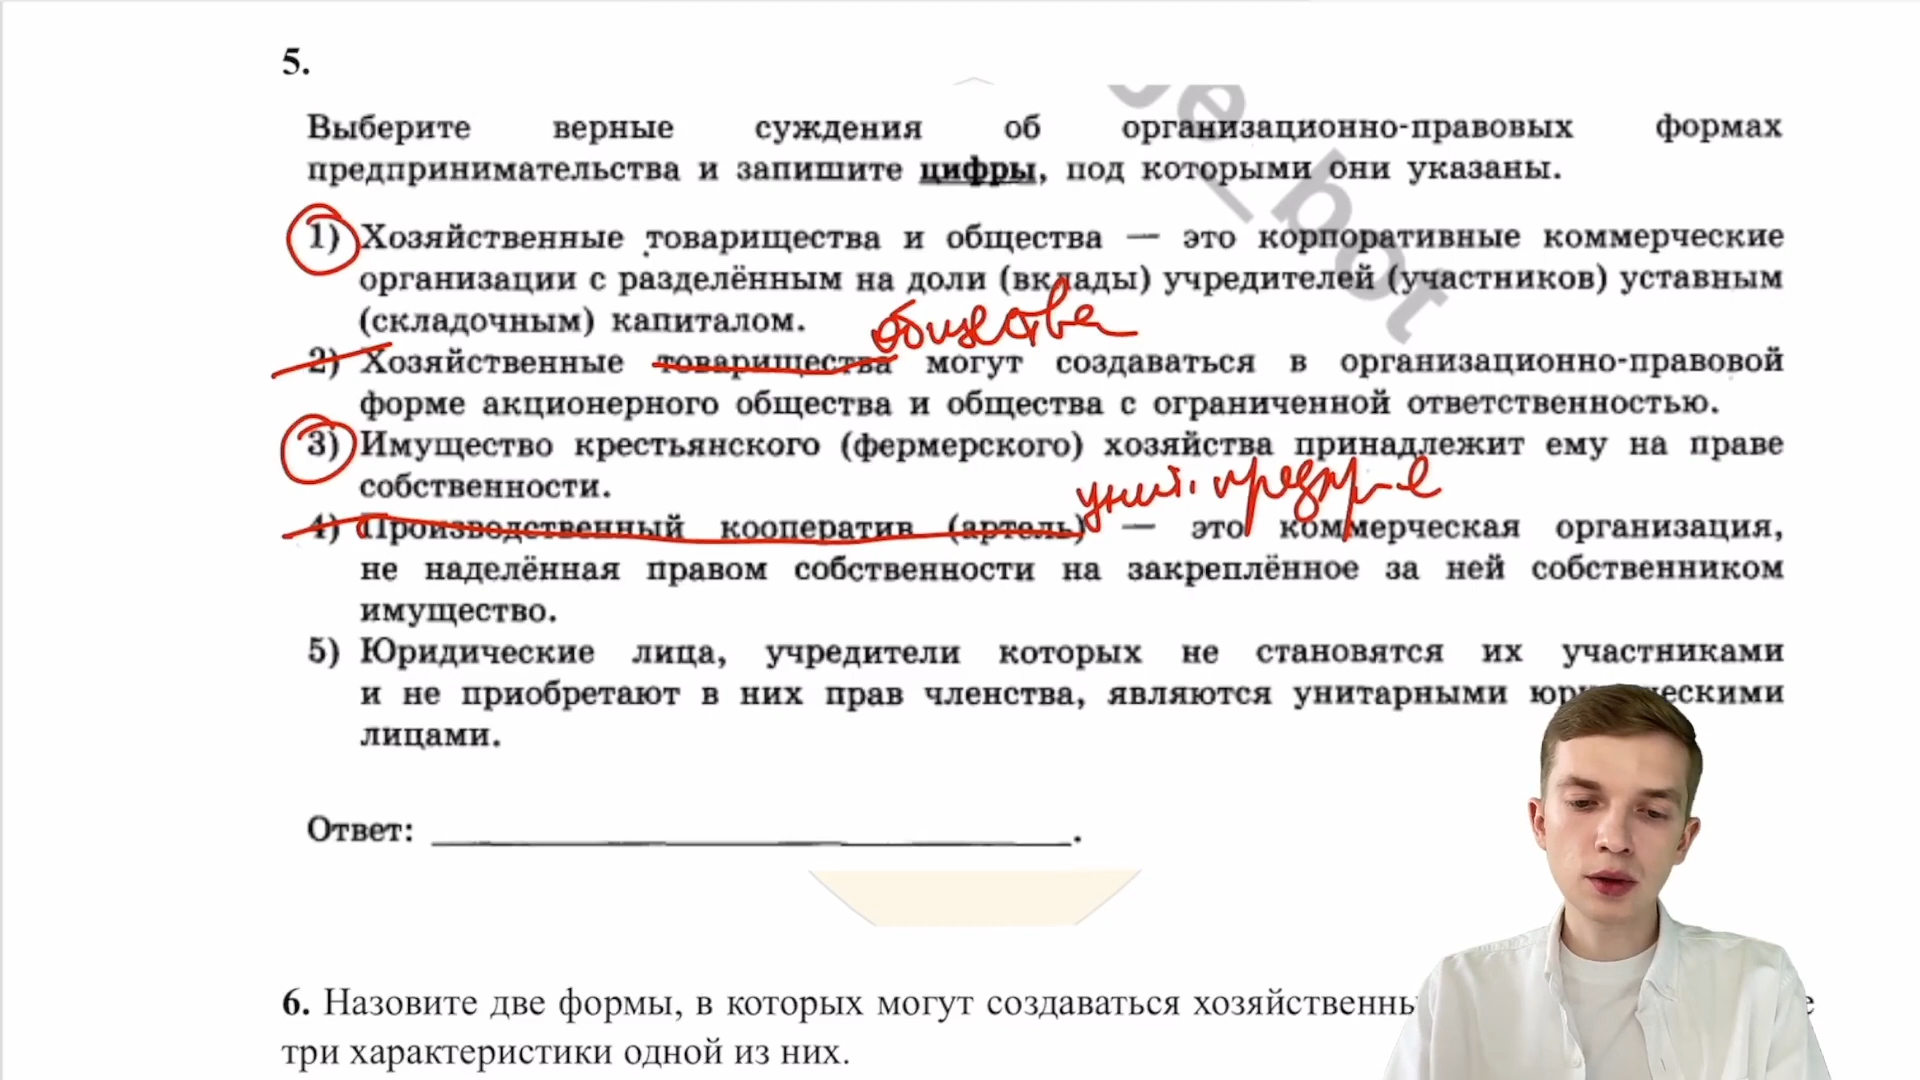 5.
Выберите верные суждения об организационно-правовых формах
предпринимательства и запишите цифры, под которыми они указаны.
1) Хозяйственные товарищества и общества — это корпоративные коммерческие
организации с разделённым на доли (вклады) учредителей (участников) уставным
(складочным) капиталом.
общества
2) Хозяйственные товарищества могут создаваться в организационно-правовой
форме акционерного общества и общества с ограниченной ответственностью.
3) Имущество крестьянского (фермерского) хозяйства принадлежит ему на праве
собственности.
унит. предпр-е
4) Производственный кооператив (артель) — это коммерческая организация,
не наделённая правом собственности на закреплённое за ней собственником
имущество.
5) Юридические лица, учредители которых не становятся их участниками
и не приобретают в них прав членства, являются унитарными
лицами.
Ответ:
6. Назовите две формы, в которых могут создаваться
три характеристики одной из них.